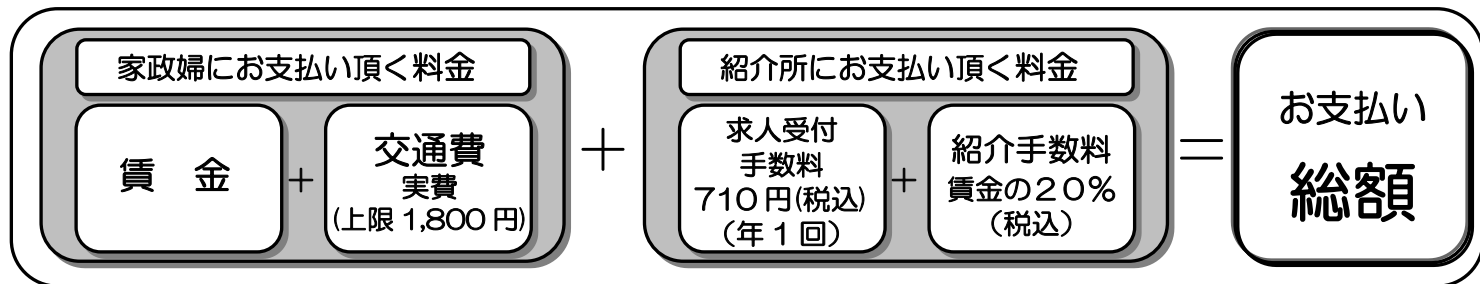 家政婦にお支払い頂く料金
賃 金
+
交通費
実費
(上限1,800円)
+
紹介所にお支払い頂く料金
求人受付
手数料
710円(税込)
（年1回）
+
紹介手数料
賃金の20％
（税込）
=
お支払い
総額